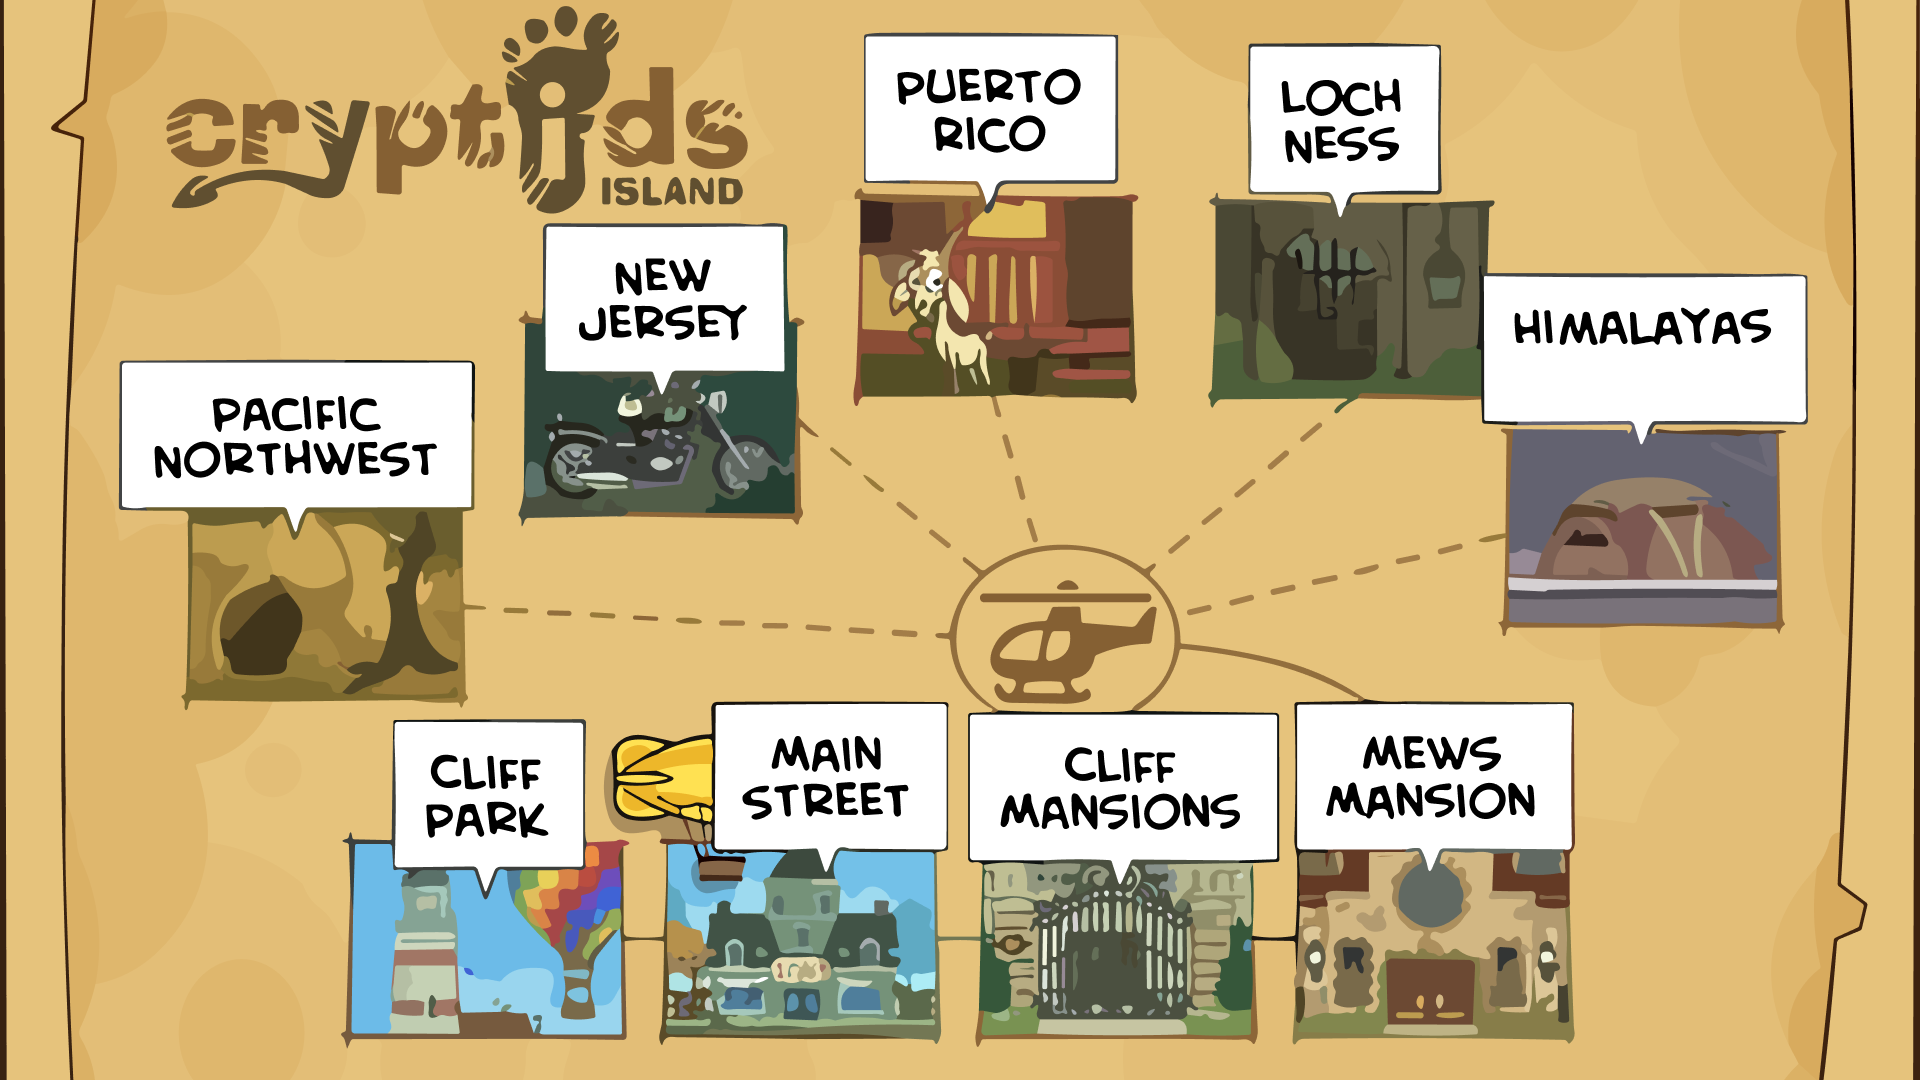 cryptids
ISLAND
PUERTO
RICO
LOCH
NESS
NEW
JERSEY
HIMALAYAS
PACIFIC
NORTHWEST
CLIFF
PARK
MAIN
STREET
CLIFF
MANSIONS
MEWS
MANSION